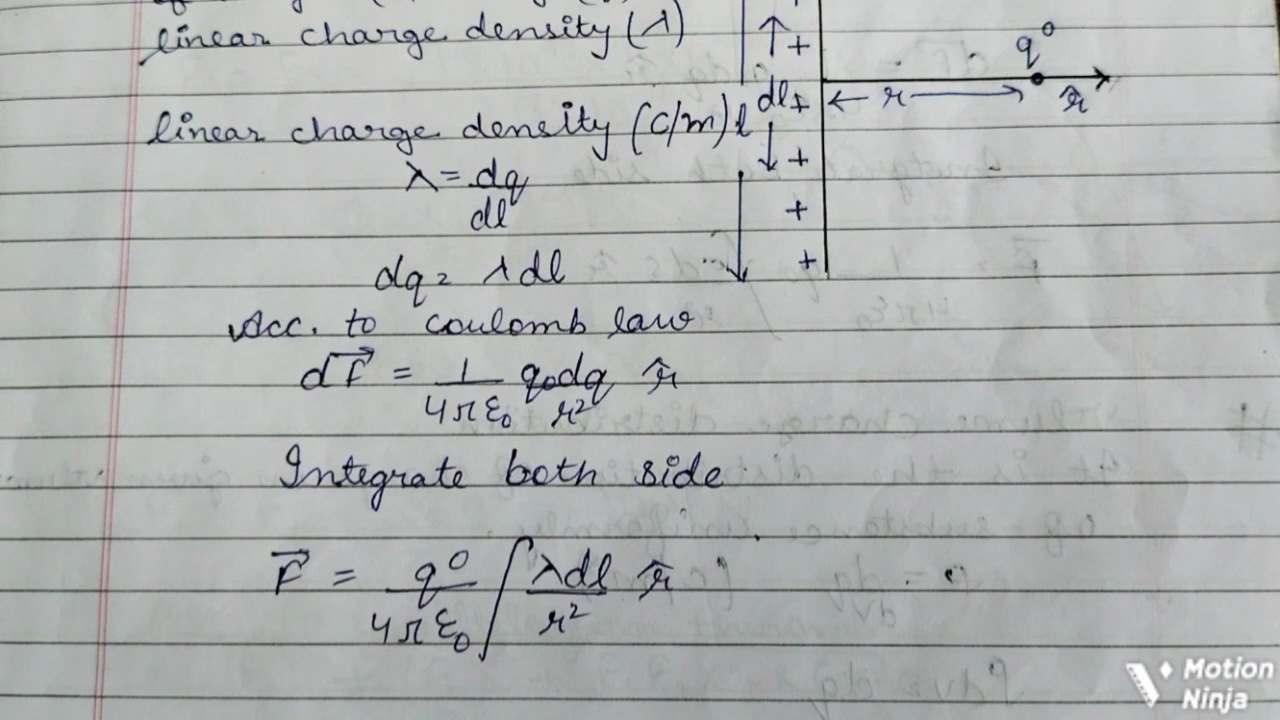 linear charge density (λ)
↑ +
q°
← r → r̂
dl +
linear charge density (C/m) l
↓ +
λ = dq/dl
+
+
dq = λ dl
Acc. to coulomb law
dF⃗ = 1/4πε₀ q₀dq/r² r̂
Integrate both side
F⃗ = q°/4πε₀ ∫ λdl/r² r̂
Motion
Ninja